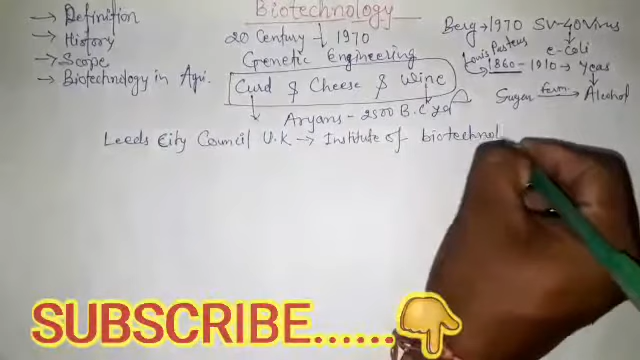 Biotechnology
→ Definition
→ History
→ Scope
→ Biotechnology in Agri.
20 Century → 1970
Genetic Engineering
Curd & Cheese & Wine
Aryans - 2500 B.C
Berg → 1970 SV-40 Virus
e-Coli
Louis Pasteus
1860 - 1910 → Yeas
Sugar ferm. → Alcohol
Leeds City Council U.K → Institute of biotechnol
SUBSCRIBE......